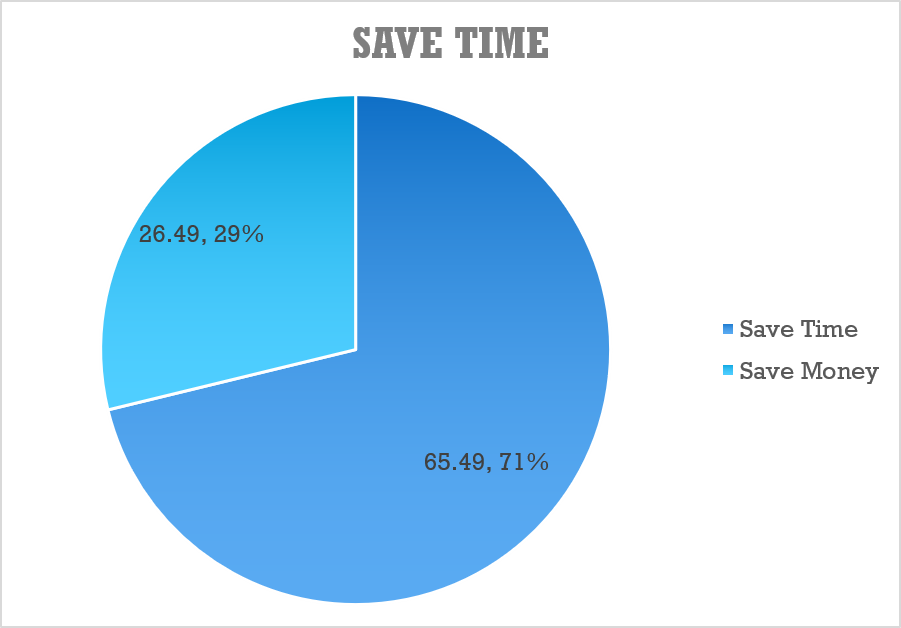 SAVE TIME
26.49, 29%
Save Time
Save Money
65.49, 71%